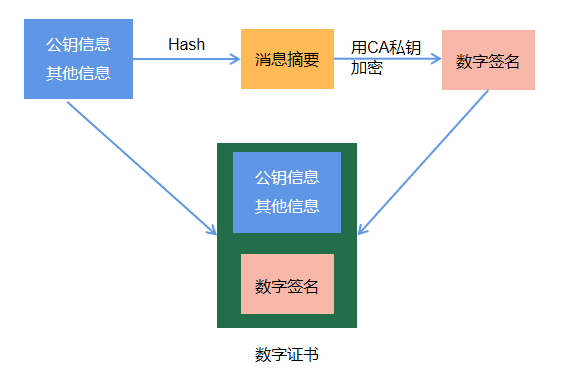 公钥信息
其他信息
Hash
消息摘要
用CA私钥
加密
数字签名
公钥信息
其他信息
数字签名
数字证书